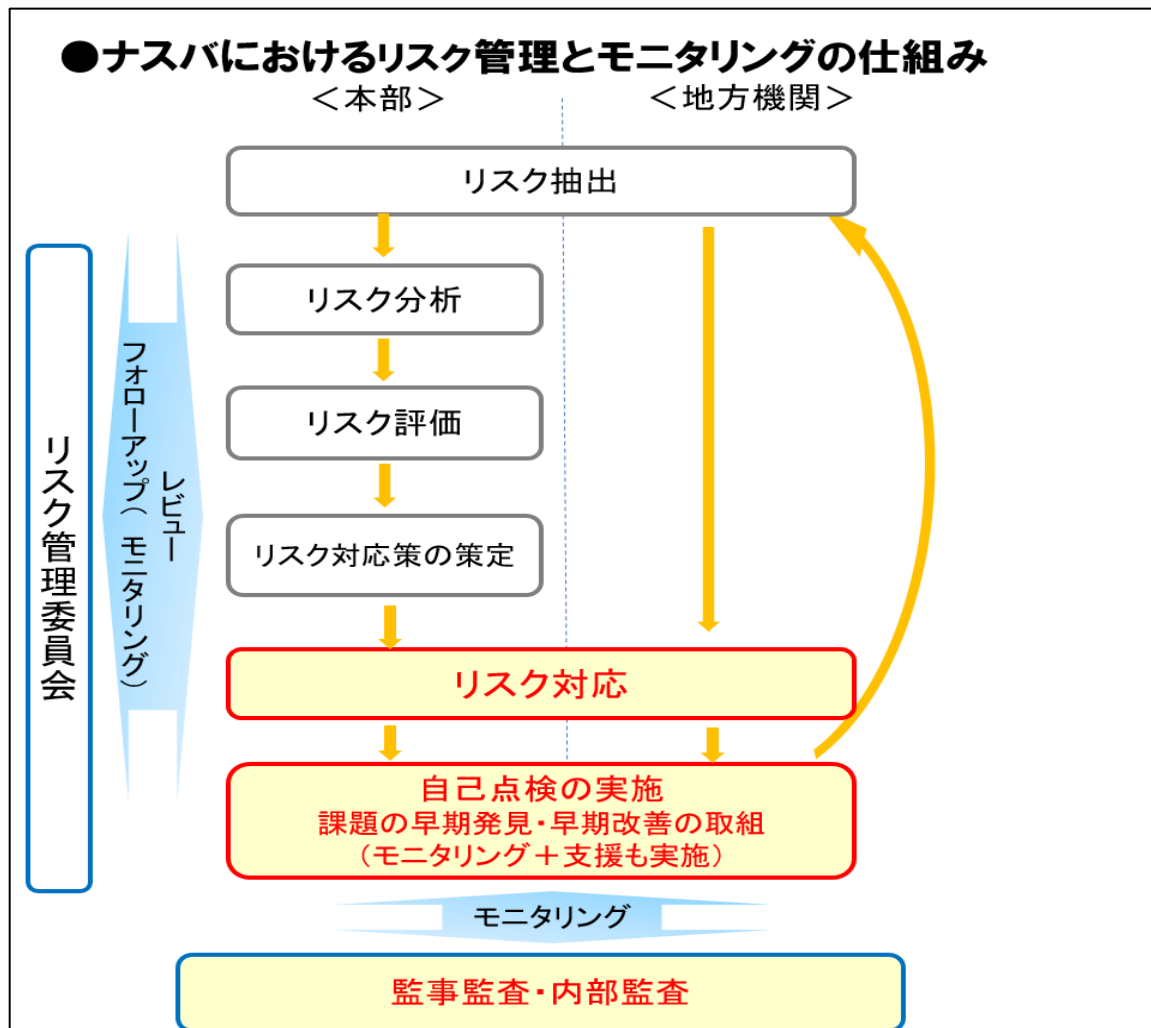 ●ナスバにおけるリスク管理とモニタリングの仕組み
＜本部＞
＜地方機関＞
リスク抽出
リスク分析
リスク評価
リスク対応策の策定
リスク対応
自己点検の実施
課題の早期発見・早期改善の取組
（モニタリング＋支援も実施）
モニタリング
監事監査・内部監査
リスク管理委員会
レビュー
フォローアップ（モニタリング）